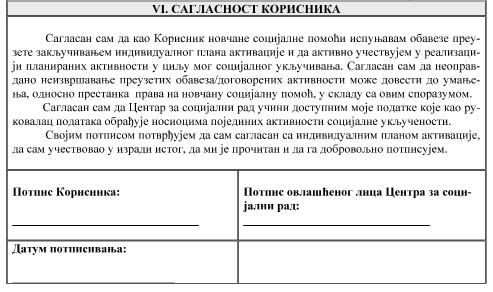 VI. САГЛАСНОСТ КОРИСНИКА
Сагласан сам да као Корисник новчане социјалне помоћи испуњавам обавезе преу-
зете закључивањем индивидуалног плана активације и да активно учествујем у реализаци-
ји планираних активности у циљу мог социјалног укључивања. Сагласан сам да неоправ-
дано неизвршавање преузетих обавеза/договорених активности може довести до умање-
ња, односно престанка права на новчану социјалну помоћ, у складу са овим споразумом.
Сагласан сам да Центар за социјални рад учини доступним моје податке које као ру-
ковалац података обрађује носиоцима појединих активности социјалне укључености.
Својим потписом потврђујем да сам сагласан са индивидуалним планом активације,
да сам учествовао у изради истог, да ми је прочитан и да га добровољно потписујем.
Потпис Корисника:
Потпис овлашћеног лица Центра за соци-
јални рад:
Датум потписивања: